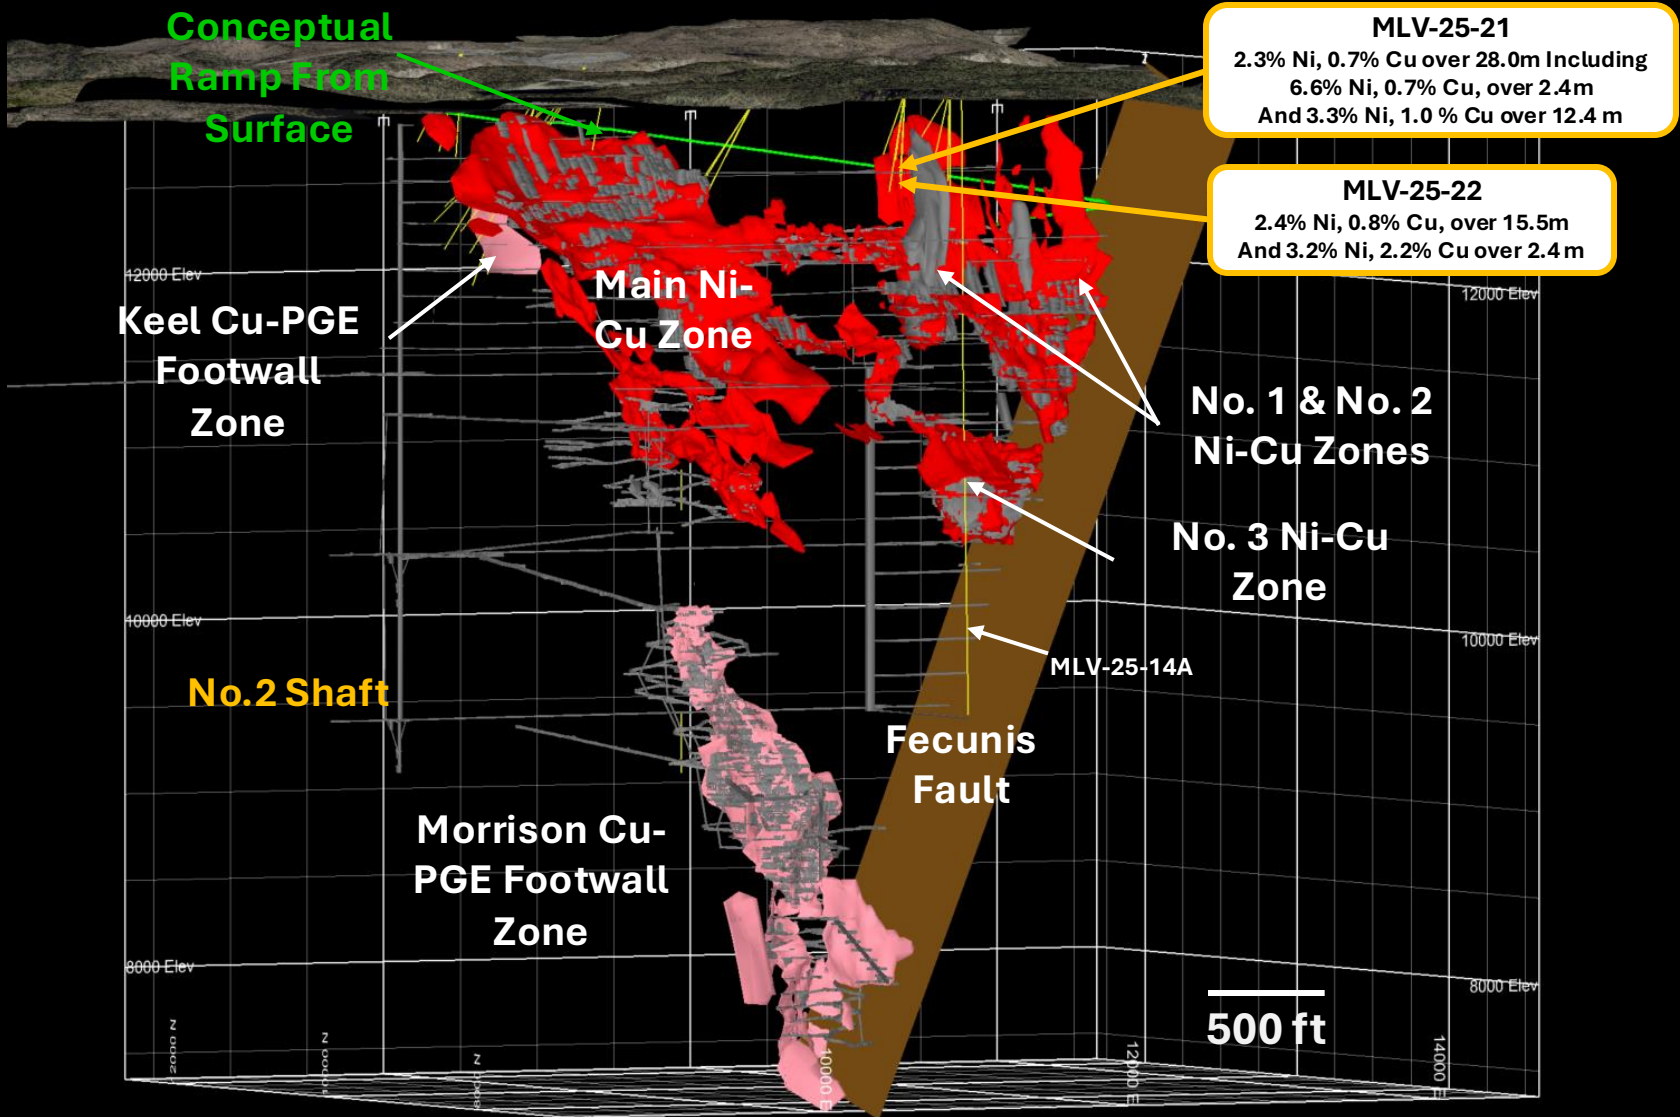 Conceptual
Ramp From
Surface
MLV-25-21
2.3% Ni, 0.7% Cu over 28.0m Including
6.6% Ni, 0.7% Cu, over 2.4m
And 3.3% Ni, 1.0 % Cu over 12.4 m
MLV-25-22
2.4% Ni, 0.8% Cu, over 15.5m
And 3.2% Ni, 2.2% Cu over 2.4 m
12000 Elev
12000 Elev
Main Ni-
Cu Zone
Keel Cu-PGE
Footwall
Zone
No. 1 & No. 2
Ni-Cu Zones
No. 3 Ni-Cu
Zone
10000 Elev
10000 Elev
MLV-25-14A
No.2 Shaft
Fecunis
Fault
Morrison Cu-
PGE Footwall
Zone
8000 Elev
8000 Elev
500 ft
10000 E
12000 E
14000 E